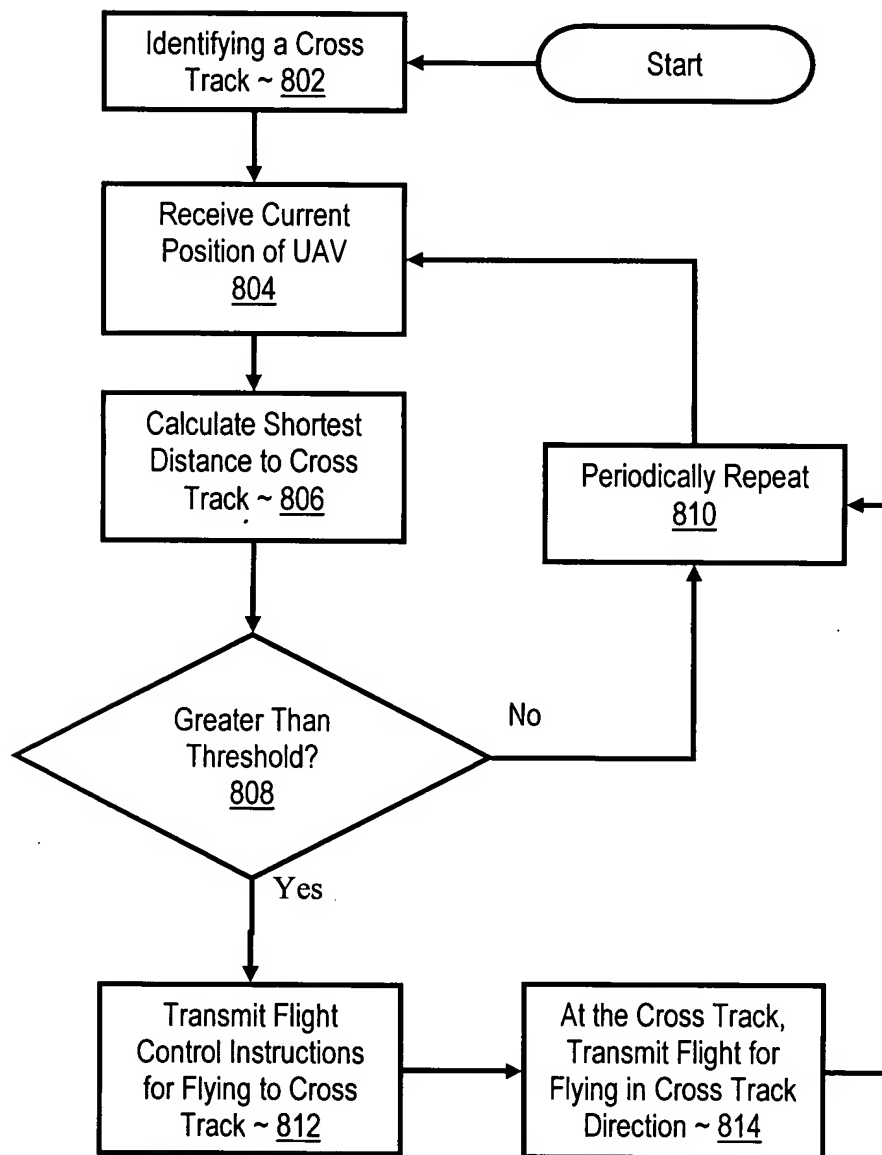 Start
Identifying a Cross
Track ~ 802
Receive Current
Position of UAV
804
Calculate Shortest
Distance to Cross
Track ~ 806
Periodically Repeat
810
Greater Than
Threshold?
808
No
Yes
Transmit Flight
Control Instructions
for Flying to Cross
Track ~ 812
At the Cross Track,
Transmit Flight for
Flying in Cross Track
Direction ~ 814